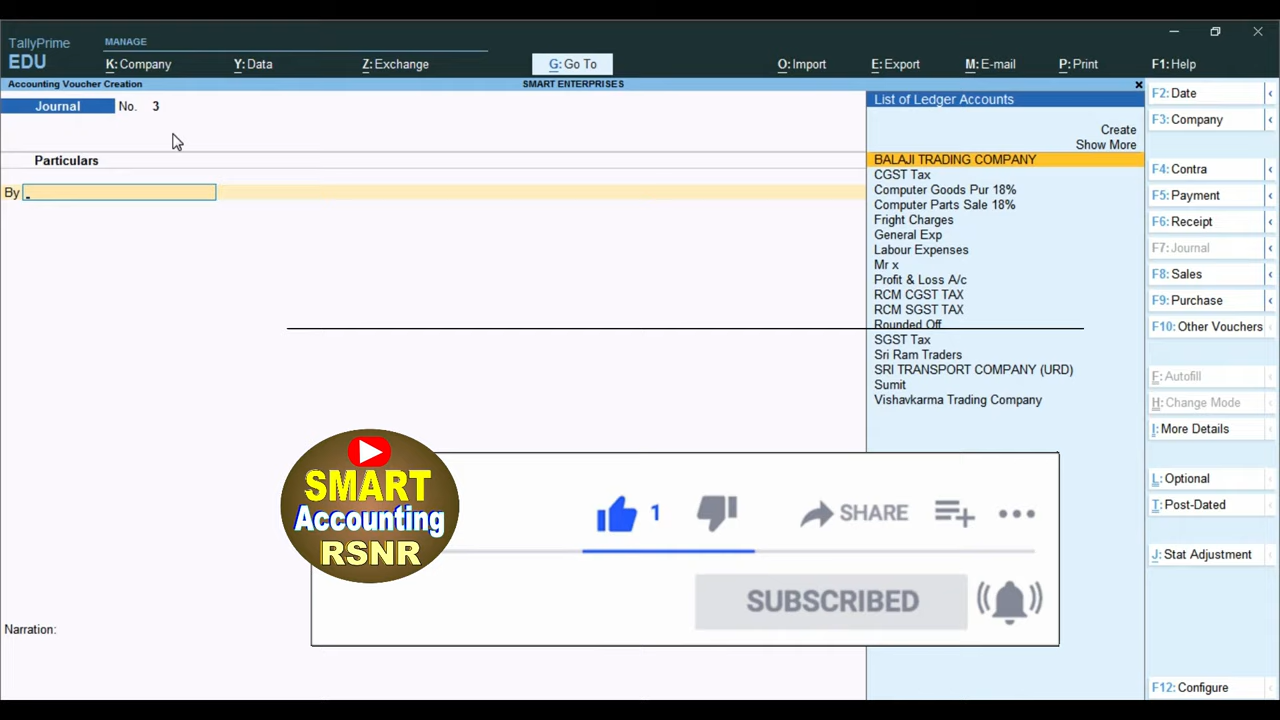 TallyPrime
EDU
MANAGE
K: Company
Y: Data
Z: Exchange
G: Go To
O: Import
E: Export
M: E-mail
P: Print
F1: Help
Accounting Voucher Creation
SMART ENTERPRISES
Journal
No. 3
Particulars
By
List of Ledger Accounts
Create
Show More
BALAJI TRADING COMPANY
CGST Tax
Computer Goods Pur 18%
Computer Parts Sale 18%
Fright Charges
General Exp
Labour Expenses
Mr x
Profit & Loss A/c
RCM CGST TAX
RCM SGST TAX
Rounded Off
SGST Tax
Sri Ram Traders
SRI TRANSPORT COMPANY (URD)
Sumit
Vishavkarma Trading Company
F2: Date
F3: Company
F4: Contra
F5: Payment
F6: Receipt
F7: Journal
F8: Sales
F9: Purchase
F10: Other Vouchers
E: Autofill
H: Change Mode
I: More Details
L: Optional
T: Post-Dated
J: Stat Adjustment
F12: Configure
SMART
Accounting
RSNR
1
SHARE
SUBSCRIBED
Narration: